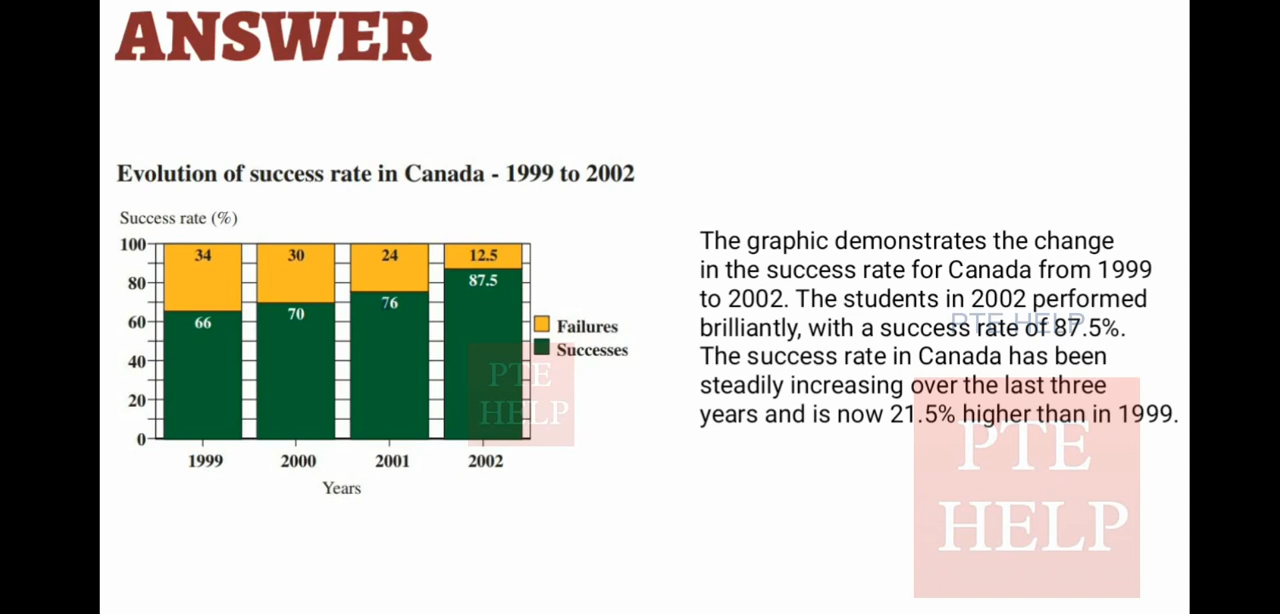 ANSWER
Evolution of success rate in Canada - 1999 to 2002
Success rate (%)
100
80
60
40
20
0
34
30
24
12.5
66
70
76
87.5
Failures
Successes
1999
2000
2001
2002
Years
The graphic demonstrates the change
in the success rate for Canada from 1999
to 2002. The students in 2002 performed
brilliantly, with a success rate of 87.5%.
The success rate in Canada has been
steadily increasing over the last three
years and is now 21.5% higher than in 1999.
PTE HELP
PTE
HELP
PTE
HELP